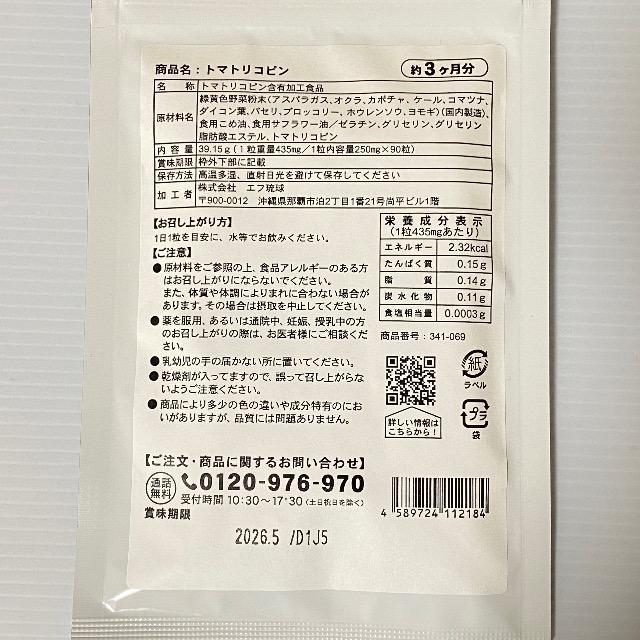 商品名:トマトリコピン
約3ヶ月分
名 称 トマトリコピン含有加工食品
原材料名 緑黄色野菜粉末(アスパラガス、オクラ、カボチャ、ケール、コマツナ、
ダイコン葉、パセリ、ブロッコリー、ホウレンソウ、ヨモギ)(国内製造)、
食用こめ油、食用サフラワー油/ゼラチン、グリセリン、グリセリン
脂肪酸エステル、トマトリコピン
内 容 量 39.15g(1粒重量435mg/1粒内容量250mg×90粒)
賞味期限 枠外下部に記載
保存方法 高温多湿、直射日光を避けて保存してください
加 工 者 株式会社 エフ琉球
〒900-0012 沖縄県那覇市泊2丁目1番21号尚平ビル1階
【お召し上がり方】
1日1粒を目安に、水等でお飲みください。
【ご注意】
●原材料をご参照の上、食品アレルギーのある方
はお召し上がりにならないでください。
また、体質や体調によりまれに合わない場合が
あります。その場合は摂取を中止してください。
●薬を服用、あるいは通院中、妊娠、授乳中の方
のお召し上がりの際は、お医者様にご相談くださ
い。
●乳幼児の手の届かない所に置いてください。
●乾燥剤が入ってますので、誤って召し上がらな
いようご注意ください。
●商品により多少の色の違いや成分特有のにお
いがありますが、品質には問題ありません。
栄養成分表示
(1粒435mgあたり)
エネルギー 2.32kcal
たんぱく質 0.15g
脂 質 0.14g
炭水化物 0.11g
食塩相当量 0.0003g
商品番号:341-069
詳しい情報は
こちらから!
紙
ラベル
プラ
袋
【ご注文・商品に関するお問い合わせ】
通話
無料
0120-976-970
受付時間 10:30〜17:30(土日祝日を除く)
賞味期限
2026.5 /D1J5
4 589724 112184